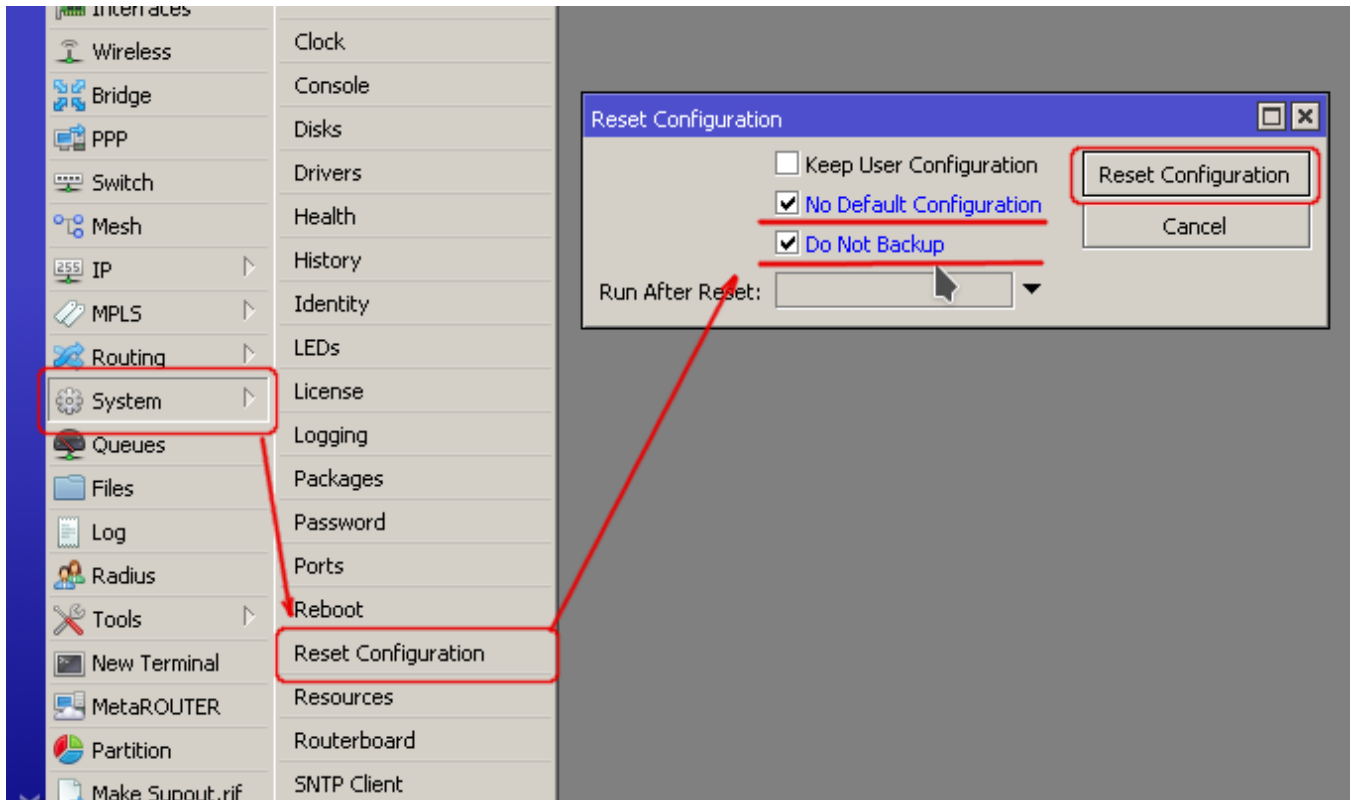 Interfaces
Wireless
Bridge
PPP
Switch
Mesh
255 IP
MPLS
Routing
System
Queues
Files
Log
Radius
Tools
New Terminal
MetaROUTER
Partition
Make Supout.rif
Clock
Console
Disks
Drivers
Health
History
Identity
LEDs
License
Logging
Packages
Password
Ports
Reboot
Reset Configuration
Resources
Routerboard
SNTP Client
Reset Configuration
Keep User Configuration
No Default Configuration
Do Not Backup
Run After Reset:
Reset Configuration
Cancel